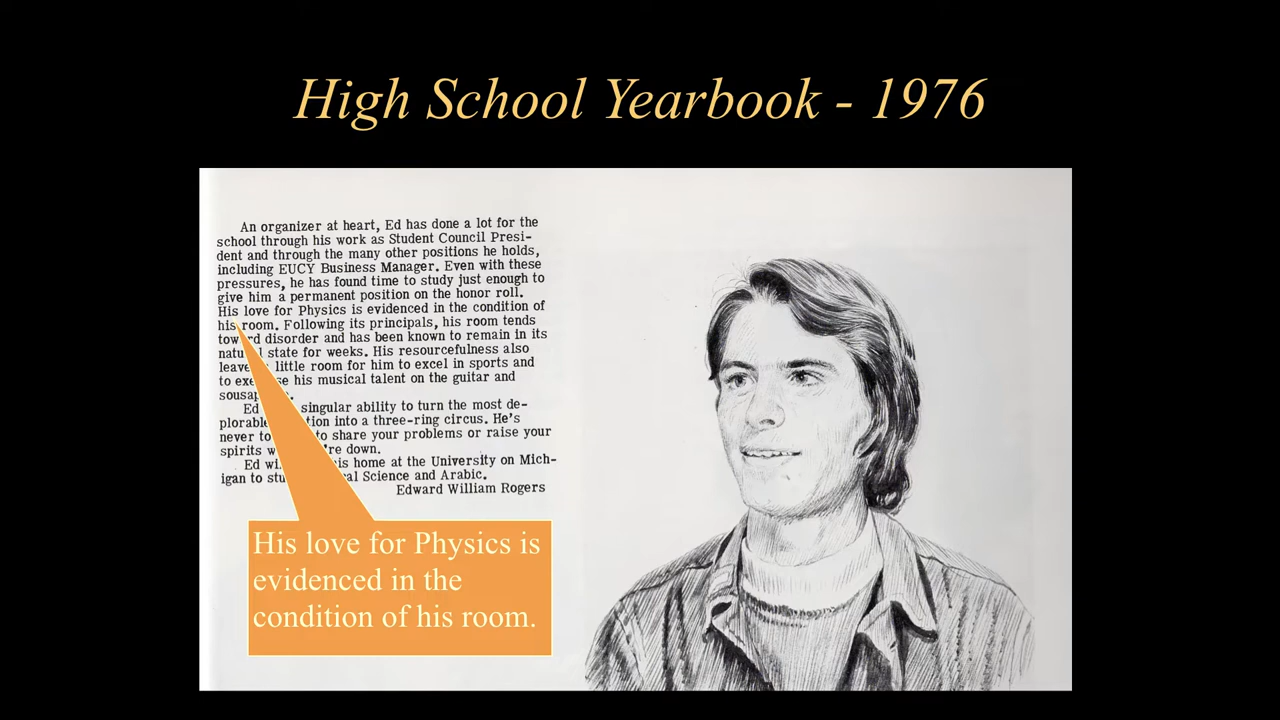 High School Yearbook - 1976
An organizer at heart, Ed has done a lot for the
school through his work as Student Council Presi-
dent and through the many other positions he holds,
including EUCY Business Manager. Even with these
pressures, he has found time to study just enough to
give him a permanent position on the honor roll.
His love for Physics is evidenced in the condition of
his room. Following its principals, his room tends
toward disorder and has been known to remain in its
natural state for weeks. His resourcefulness also
leaves little room for him to excel in sports and
to exercise his musical talent on the guitar and
Ed singular ability to turn the most de-
plorable into a three-ring circus. He's
never to share your problems or raise your
spirits down.
Ed his home at the University on Mich-
igan to Science and Arabic.
Edward William Rogers
His love for Physics is
evidenced in the
condition of his room.